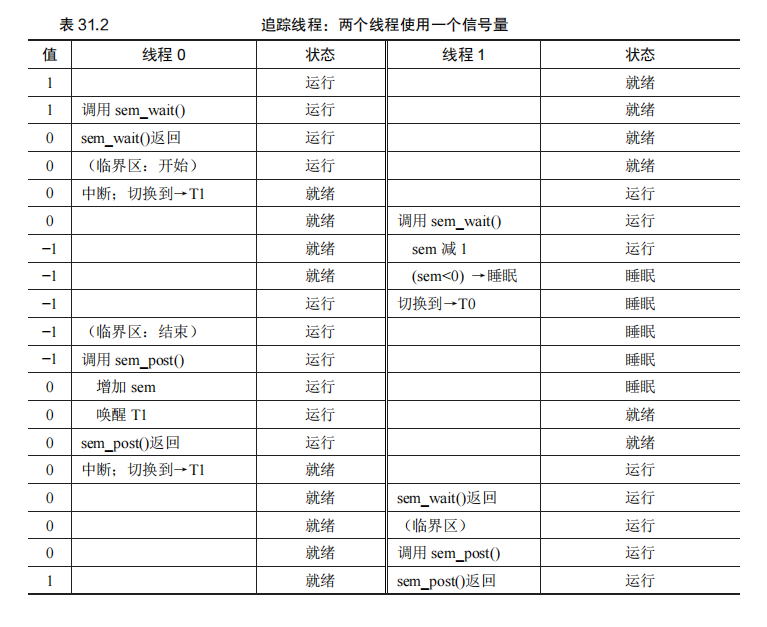 表 31.2 追踪线程：两个线程使用一个信号量
值 线程 0 状态 线程 1 状态
1 运行 就绪
1 调用 sem_wait() 运行 就绪
0 sem_wait()返回 运行 就绪
0 （临界区：开始） 运行 就绪
0 中断；切换到→T1 就绪 运行
0 就绪 调用 sem_wait() 运行
−1 就绪 sem 减 1 运行
−1 就绪 (sem<0) →睡眠 睡眠
−1 运行 切换到→T0 睡眠
−1 （临界区：结束） 运行 睡眠
−1 调用 sem_post() 运行 睡眠
0 增加 sem 运行 睡眠
0 唤醒 T1 运行 就绪
0 sem_post()返回 运行 就绪
0 中断；切换到→T1 就绪 运行
0 就绪 sem_wait()返回 运行
0 就绪 （临界区） 运行
0 就绪 调用 sem_post() 运行
1 就绪 sem_post()返回 运行